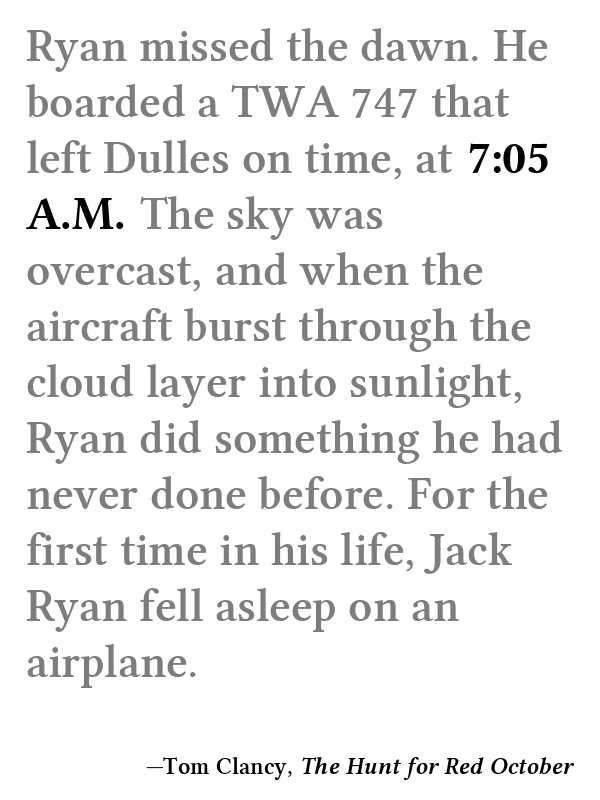 Ryan missed the dawn. He
boarded a TWA 747 that
left Dulles on time, at 7:05
A.M. The sky was
overcast, and when the
aircraft burst through the
cloud layer into sunlight,
Ryan did something he had
never done before. For the
first time in his life, Jack
Ryan fell asleep on an
airplane.
—Tom Clancy, The Hunt for Red October